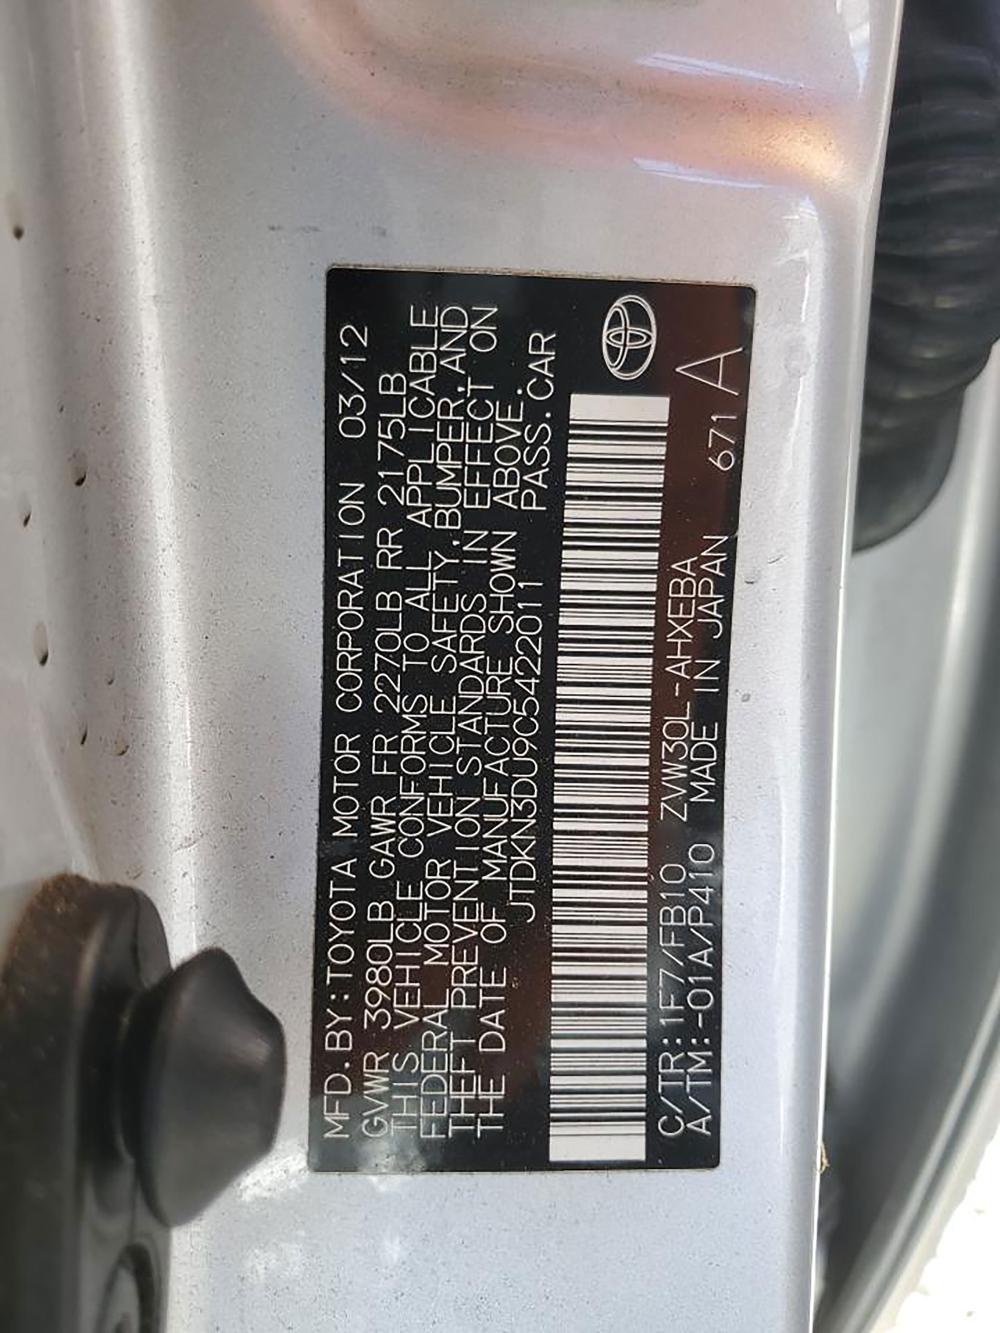 MFD.BY:TOYOTA MOTOR CORPORATION 03/12
GVWR 3980LB GAWR FR 2270LB RR 2175LB
THIS VEHICLE CONFORMS TO ALL APPLICABLE
FEDERAL MOTOR VEHICLE SAFETY,BUMPER,AND
THEFT PREVENTION STANDARDS IN EFFECT ON
THE DATE OF MANUFACTURE SHOWN ABOVE.
JTDKN3DU9C5422011 PASS.CAR
C/TR:1F7/FB10 ZVW30L-AHXEBA
A/TM:-01A/P410 MADE IN JAPAN 671 A